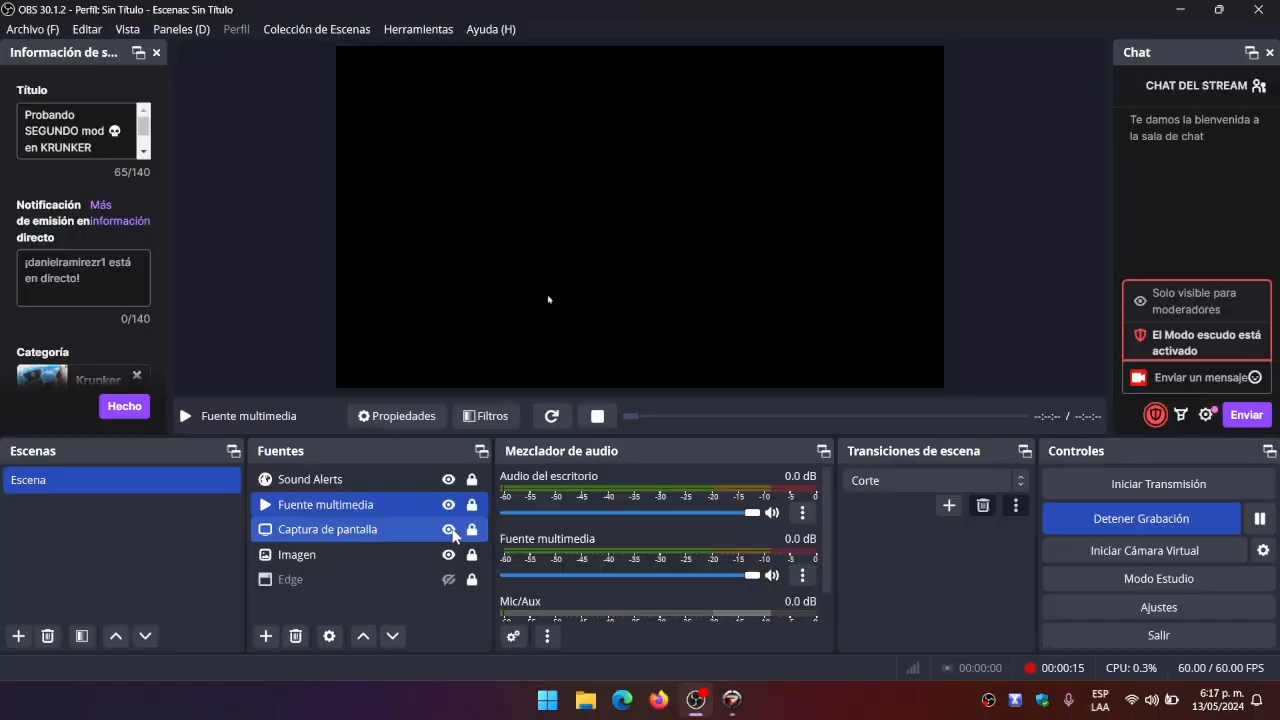 OBS 30.1.2 - Perfil: Sin Título - Escenas: Sin Título
Archivo (F) Editar Vista Paneles (D) Perfil Colección de Escenas Herramientas Ayuda (H)
Información de s...
Título
Probando
SEGUNDO mod 💀
en KRUNKER
65/140
Notificación
de emisión en
directo
Más
información
¡danielramirezr1 está
en directo!
0/140
Categoría
Krunker
Hecho
Chat
CHAT DEL STREAM
Te damos la bienvenida a
la sala de chat
Solo visible para
moderadores
El Modo escudo está
activado
Enviar un mensaje
Enviar
Fuente multimedia Propiedades Filtros --:--:-- / --:--:--
Escenas
Escena
Fuentes
Sound Alerts
Fuente multimedia
Captura de pantalla
Imagen
Edge
Mezclador de audio
Audio del escritorio 0.0 dB
-60 -55 -50 -45 -40 -35 -30 -25 -20 -15 -10 -5 0
Fuente multimedia 0.0 dB
-60 -55 -50 -45 -40 -35 -30 -25 -20 -15 -10 -5 0
Mic/Aux 0.0 dB
Transiciones de escena
Corte
Controles
Iniciar Transmisión
Detener Grabación
Iniciar Cámara Virtual
Modo Estudio
Ajustes
Salir
00:00:00 00:00:15 CPU: 0.3% 60.00 / 60.00 FPS
ESP
LAA
6:17 p. m.
13/05/2024